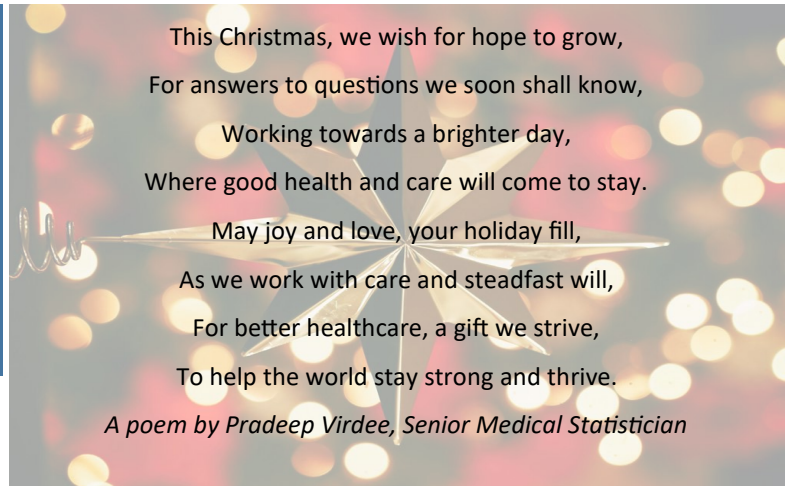 This Christmas, we wish for hope to grow,
For answers to questions we soon shall know,
Working towards a brighter day,
Where good health and care will come to stay.
May joy and love, your holiday fill,
As we work with care and steadfast will,
For better healthcare, a gift we strive,
To help the world stay strong and thrive.
A poem by Pradeep Virdee, Senior Medical Statistician